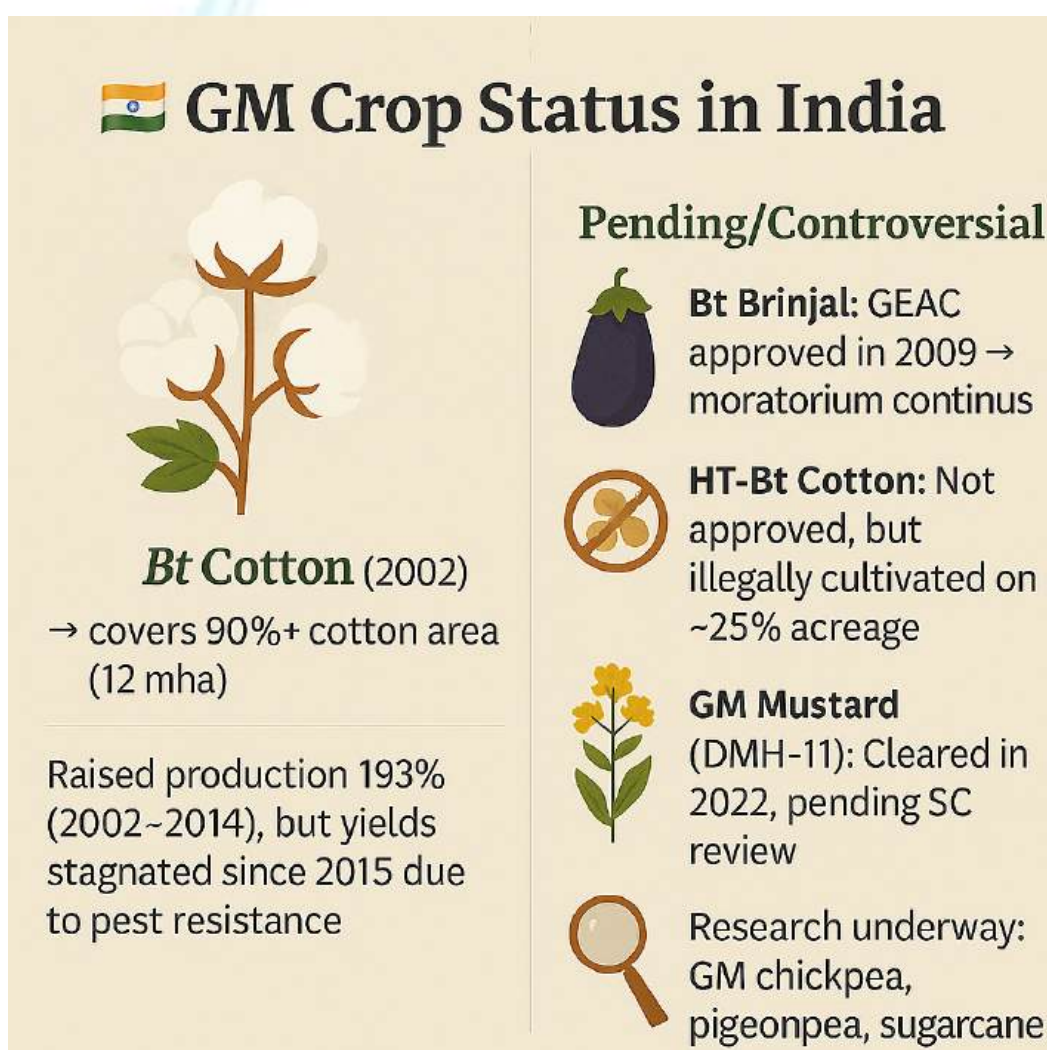 GM Crop Status in India
Bt Cotton (2002)
→ covers 90%+ cotton area
(12 mha)
Raised production 193%
(2002~2014), but yields
stagnated since 2015 due
to pest resistance
Pending/Controversial
Bt Brinjal: GEAC
approved in 2009 →
moratorium continus
HT-Bt Cotton: Not
approved, but
illegally cultivated on
~25% acreage
GM Mustard
(DMH-11): Cleared in
2022, pending SC
review
Research underway:
GM chickpea,
pigeonpea, sugarcane